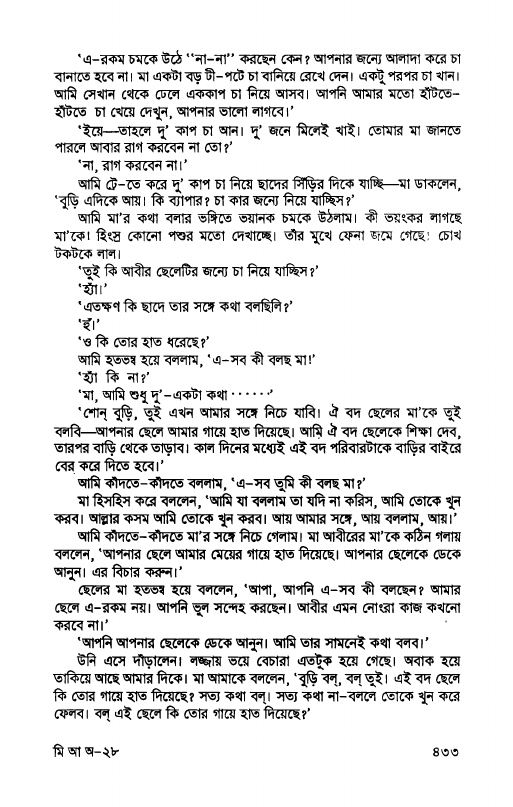 ‘এ-রকম চমকে উঠে ‘‘না-না’’ করছেন কেন? আপনার জন্যে আলাদা করে চা
বানাতে হবে না। মা একটা বড় টী-পটে চা বানিয়ে রেখে দেন। একটু পরপর চা খান।
আমি সেখান থেকে ঢেলে এককাপ চা নিয়ে আসব। আপনি আমার মতো হাঁটতে-
হাঁটতে চা খেয়ে দেখুন, আপনার ভালো লাগবে।’
‘ইয়ে—তাহলে দু’ কাপ চা আন। দু’ জনে মিলেই খাই। তোমার মা জানতে
পারলে আবার রাগ করবেন না তো?’
‘না, রাগ করবেন না।’
আমি ট্রে-তে করে দু’ কাপ চা নিয়ে ছাদের সিঁড়ির দিকে যাচ্ছি—মা ডাকলেন,
‘বুড়ি এদিকে আয়। কি ব্যাপার? চা কার জন্যে নিয়ে যাচ্ছিস?’
আমি মা’র কথা বলার ভঙ্গিতে ভয়ানক চমকে উঠলাম। কী ভয়ংকর লাগছে
মা’কে! হিংস্র কোনো পশুর মতো দেখাচ্ছে। তাঁর মুখে ফেনা জমে গেছে! চোখ
টকটকে লাল।
‘তুই কি আবীর ছেলেটির জন্যে চা নিয়ে যাচ্ছিস?’
‘হ্যাঁ।’
‘এতক্ষণ কি ছাদে তার সঙ্গে কথা বলছিলি?’
‘হুঁ।’
‘ও কি তোর হাত ধরেছে?’
আমি হতভম্ব হয়ে বললাম, ‘এ-সব কী বলছ মা!’
‘হ্যাঁ কি না?’
‘মা, আমি শুধু দু’-একটা কথা ······’
‘শোন্ বুড়ি, তুই এখন আমার সঙ্গে নিচে যাবি। ঐ বদ ছেলের মা’কে তুই
বলবি—আপনার ছেলে আমার গায়ে হাত দিয়েছে। আমি ঐ বদ ছেলেকে শিক্ষা দেব,
তারপর বাড়ি থেকে তাড়াব। কাল দিনের মধ্যেই এই বদ পরিবারটাকে বাড়ির বাইরে
বের করে দিতে হবে।’
আমি কাঁদতে-কাঁদতে বললাম, ‘এ-সব তুমি কী বলছ মা?’
মা হিসহিস করে বললেন, ‘আমি যা বললাম তা যদি না করিস, আমি তোকে খুন
করব। আল্লার কসম আমি তোকে খুন করব। আয় আমার সঙ্গে, আয় বললাম, আয়।’
আমি কাঁদতে-কাঁদতে মা’র সঙ্গে নিচে গেলাম। মা আবীরের মা’কে কঠিন গলায়
বললেন, ‘আপনার ছেলে আমার মেয়ের গায়ে হাত দিয়েছে। আপনার ছেলেকে ডেকে
আনুন। এর বিচার করুন।’
ছেলের মা হতভম্ব হয়ে বললেন, ‘আপা, আপনি এ-সব কী বলছেন? আমার
ছেলে এ-রকম নয়। আপনি ভুল সন্দেহ করছেন। আবীর এমন নোংরা কাজ কখনো
করবে না।’
‘আপনি আপনার ছেলেকে ডেকে আনুন। আমি তার সামনেই কথা বলব।’
উনি এসে দাঁড়ালেন। লজ্জায় ভয়ে বেচারা এতটুক হয়ে গেছে। অবাক হয়ে
তাকিয়ে আছে আমার দিকে। মা আমাকে বললেন, ‘বুড়ি বল্, বল্ তুই। এই বদ ছেলে
কি তোর গায়ে হাত দিয়েছে? সত্য কথা বল্। সত্য কথা না-বললে তোকে খুন করে
ফেলব। বল্ এই ছেলে কি তোর গায়ে হাত দিয়েছে?’
মি আ অ-২৮
৪৩৩